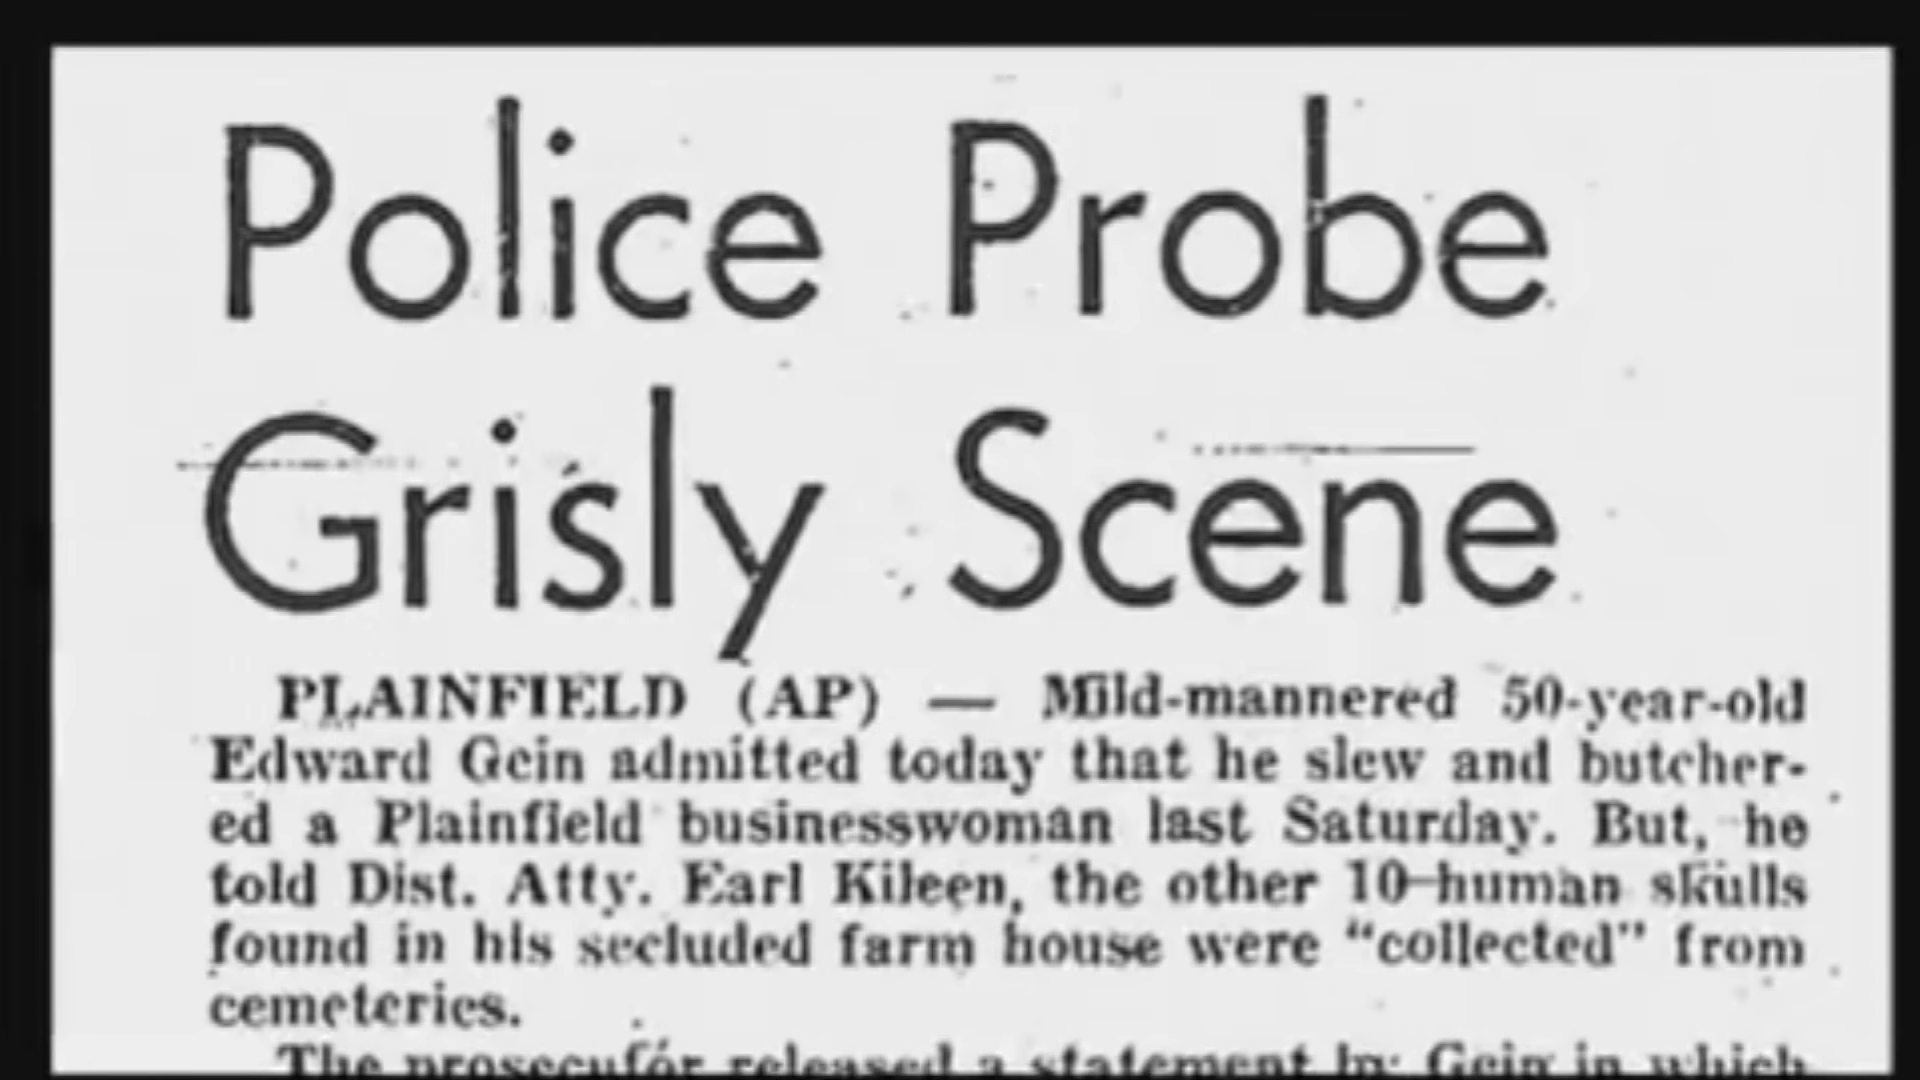 Police Probe
Grisly Scene
PLAINFIELD (AP) — Mild-mannered 50-year-old
Edward Gein admitted today that he slew and butcher-
ed a Plainfield businesswoman last Saturday. But, he
told Dist. Atty. Earl Kileen, the other 10-human skulls
found in his secluded farm house were "collected" from
cemeteries.
The prosecutor released a statement by Gein in which